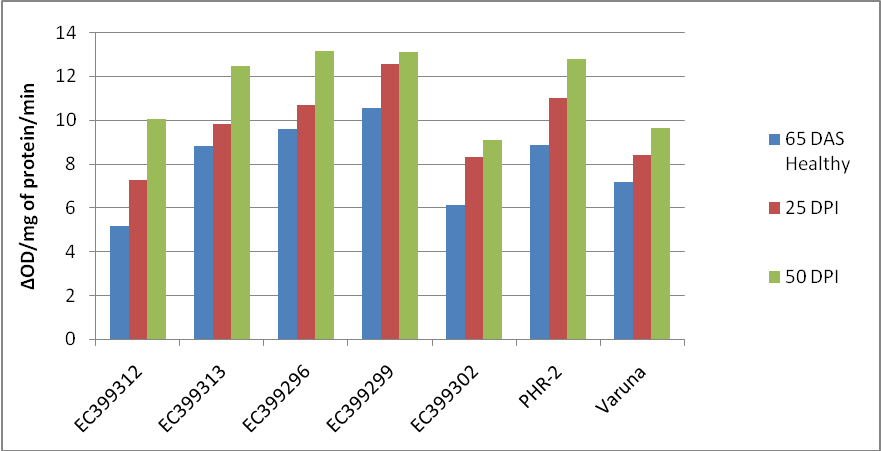 ΔOD/mg of protein/min
14
12
10
8
6
4
2
0
EC399312
EC399313
EC399296
EC399299
EC399302
PHR-2
Varuna
65 DAS
Healthy
25 DPI
50 DPI